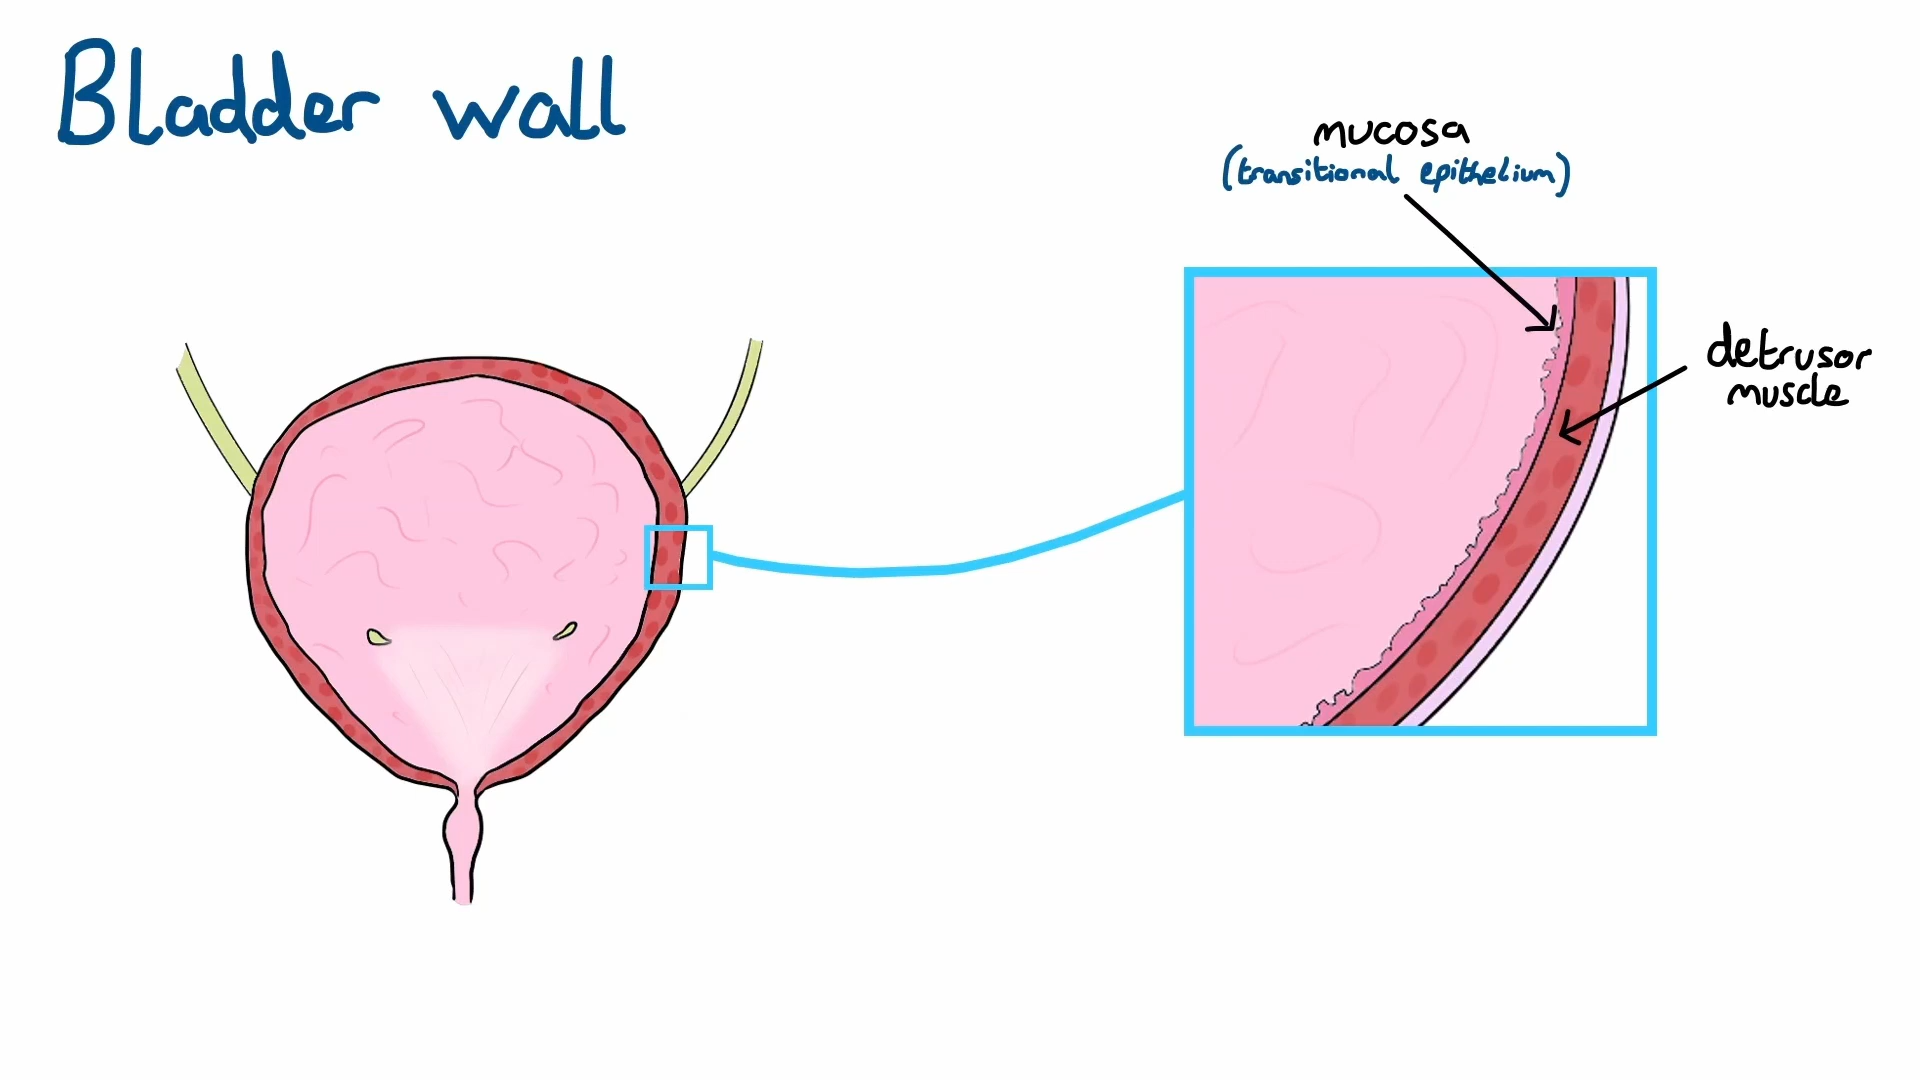 Bladder wall
mucosa
(transitional epithelium)
detrusor
muscle